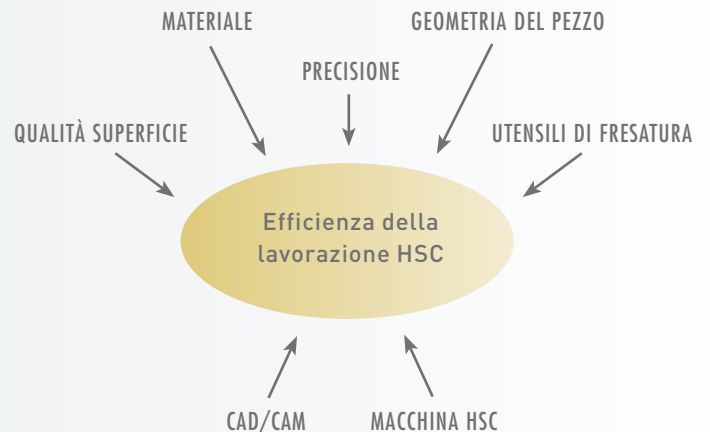 MATERIALE
GEOMETRIA DEL PEZZO
PRECISIONE
QUALITÀ SUPERFICIE
UTENSILI DI FRESATURA
Efficienza della
lavorazione HSC
CAD/CAM
MACCHINA HSC